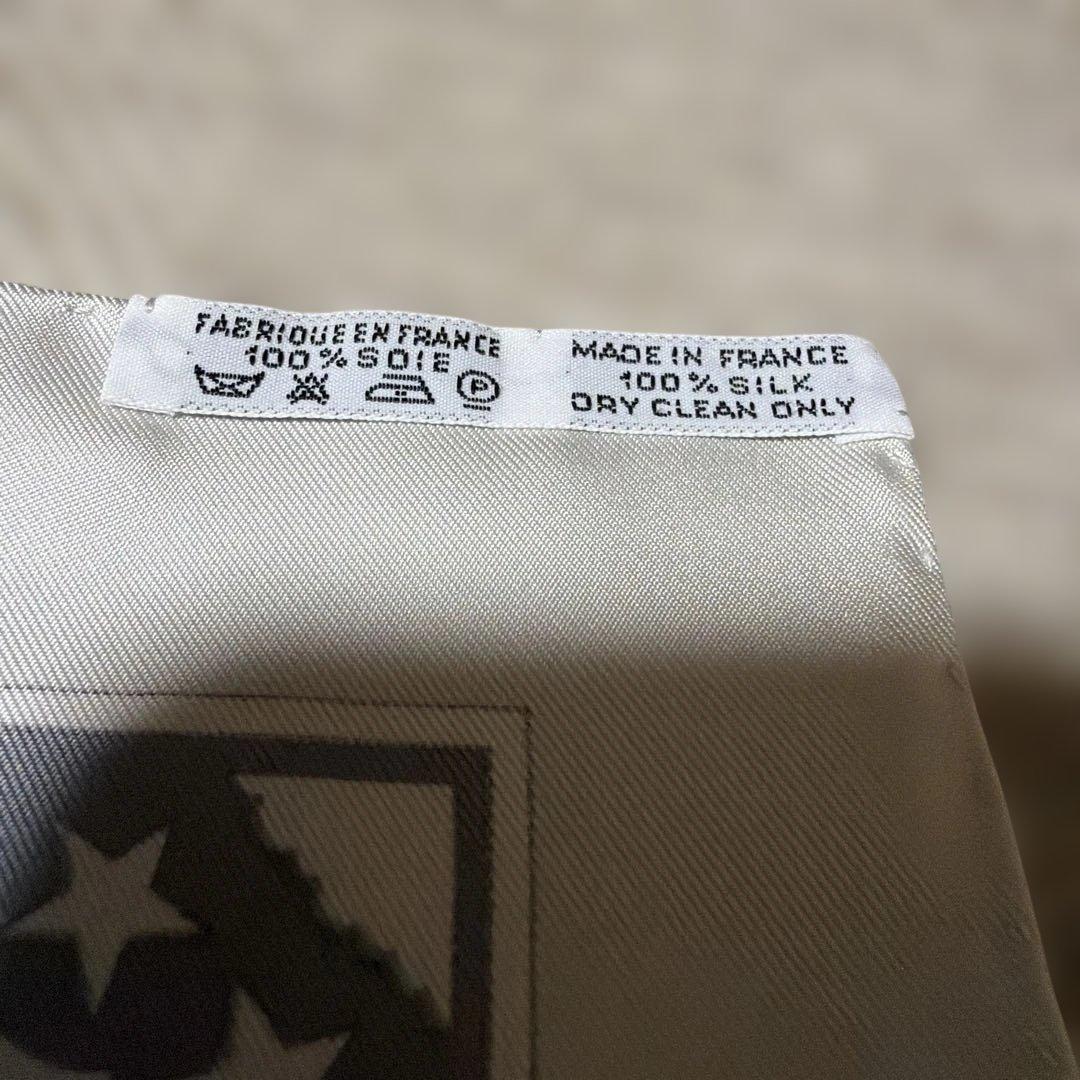 FABRIQUE EN FRANCE
100% SOIE
P
MADE IN FRANCE
100% SILK
DRY CLEAN ONLY